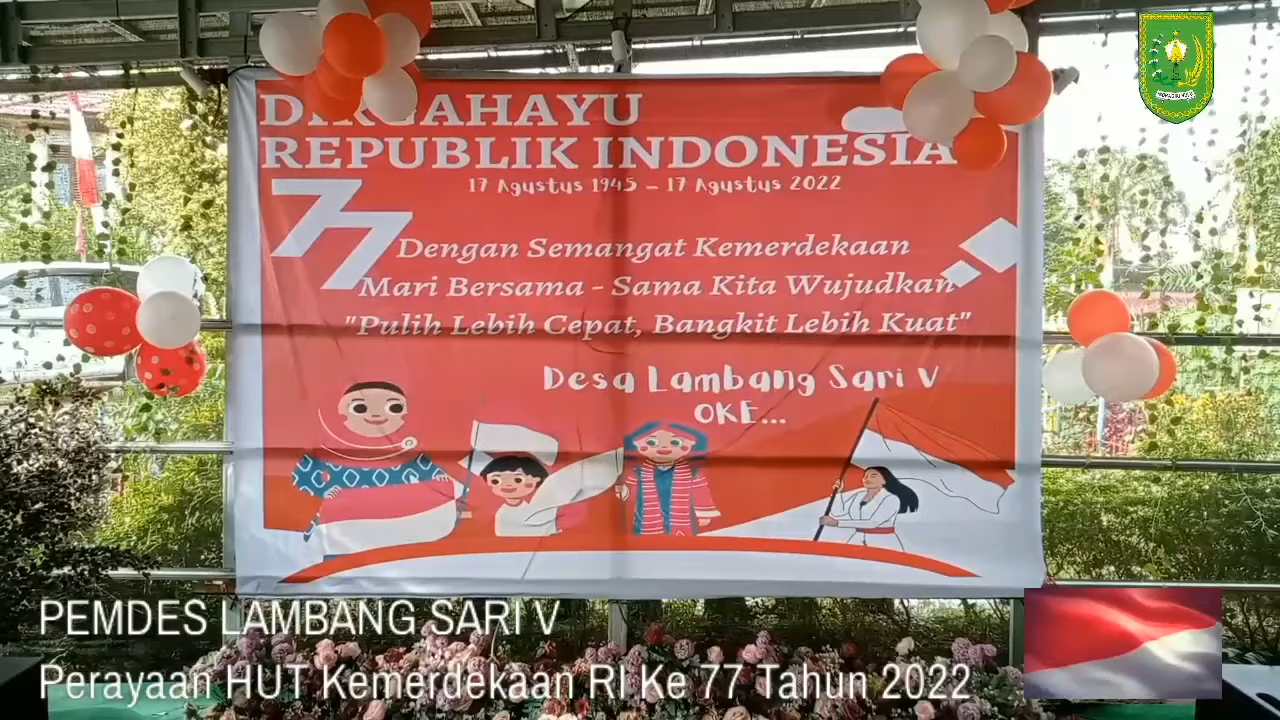 DIRGAHAYU
REPUBLIK INDONESIA
17 Agustus 1945 - 17 Agustus 2022
77
Dengan Semangat Kemerdekaan
Mari Bersama - Sama Kita Wujudkan
"Pulih Lebih Cepat, Bangkit Lebih Kuat"
Desa Lambang Sari V
OKE...
PEMDES LAMBANG SARI V
Perayaan HUT Kemerdekaan RI Ke 77 Tahun 2022